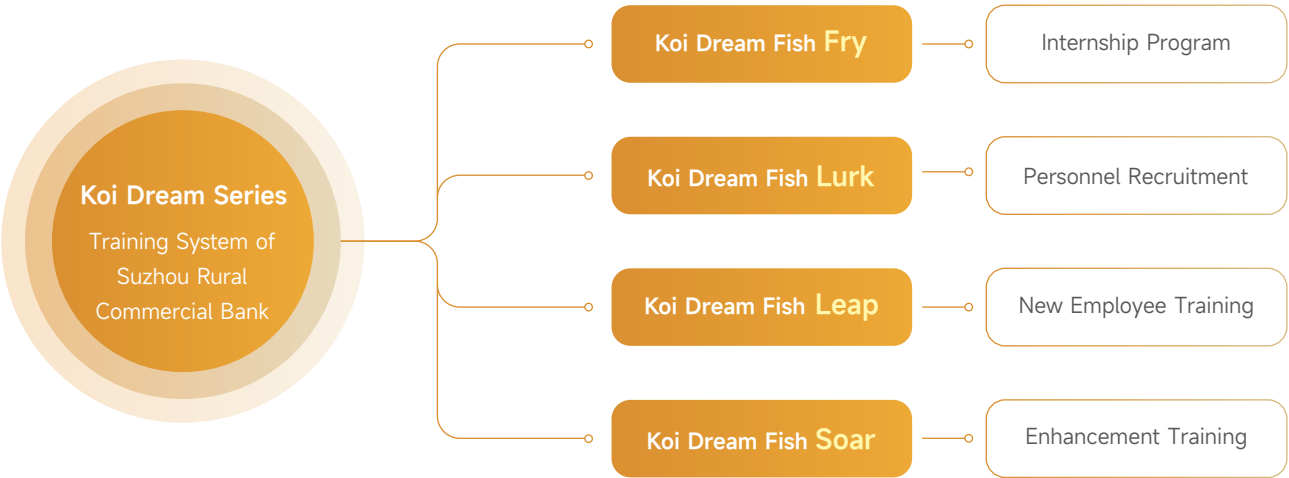 Koi Dream Series
Training System of
Suzhou Rural
Commercial Bank
Koi Dream Fish Fry
Internship Program
Koi Dream Fish Lurk
Personnel Recruitment
Koi Dream Fish Leap
New Employee Training
Koi Dream Fish Soar
Enhancement Training